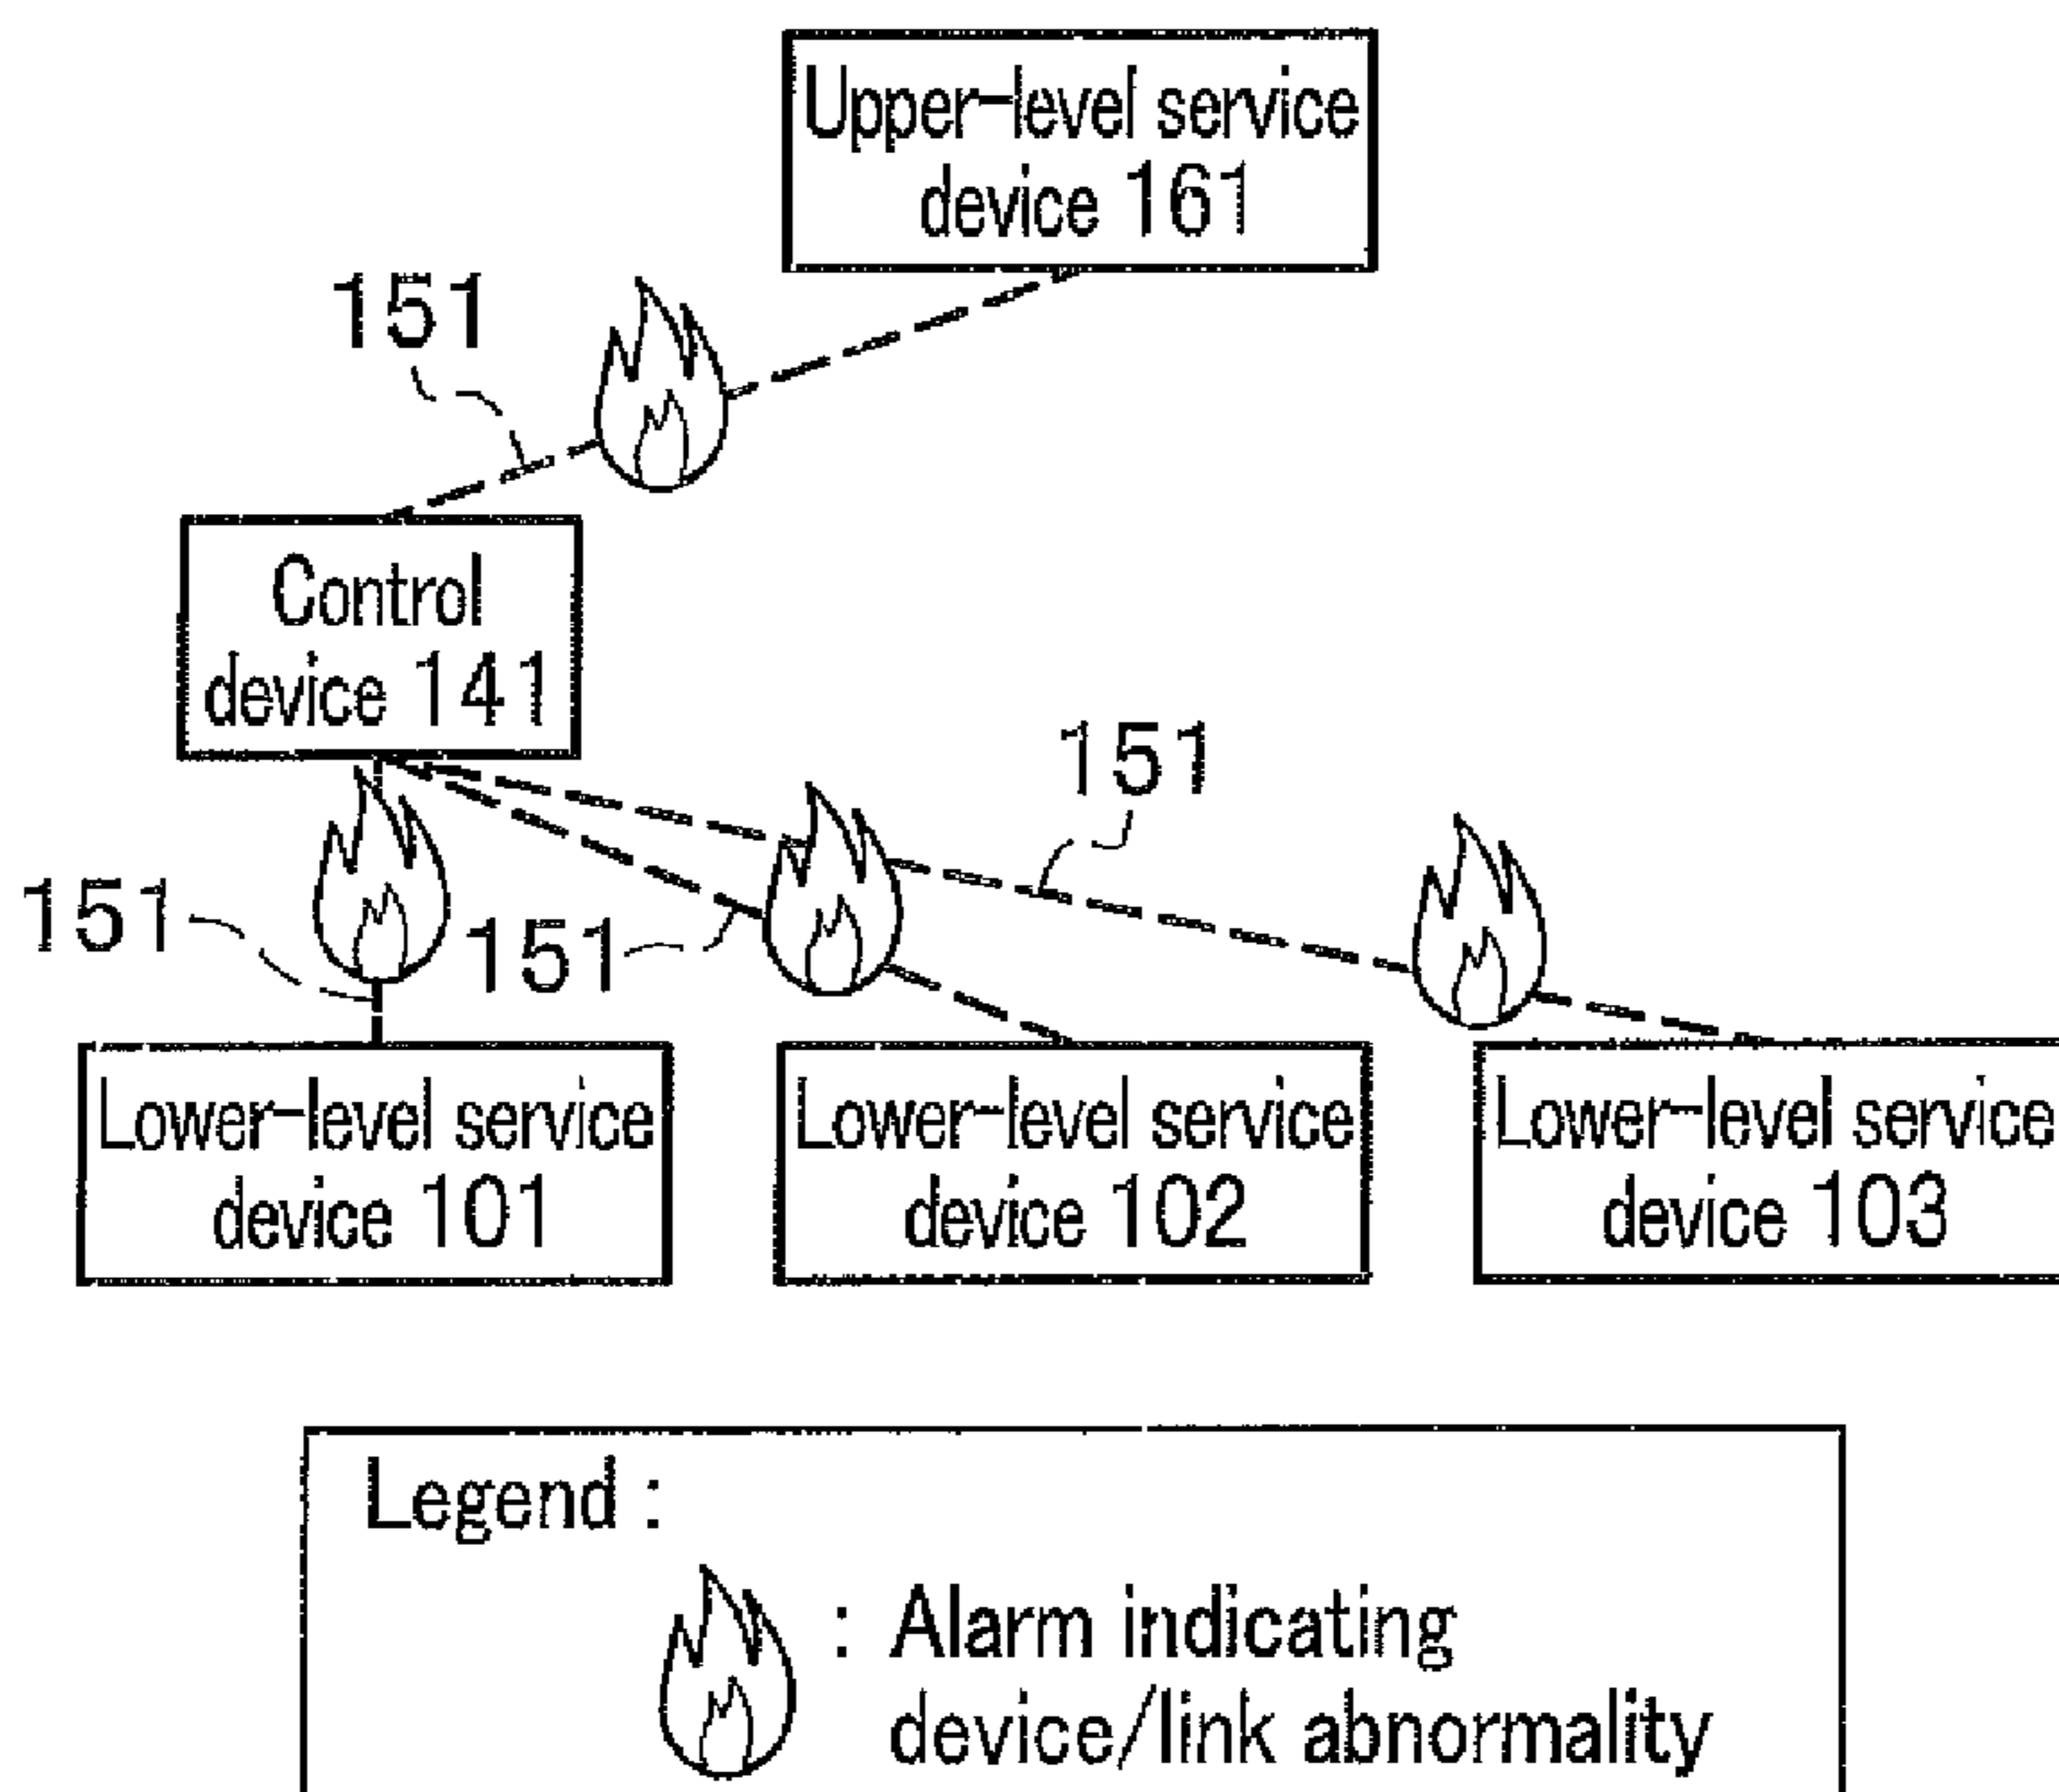 Upper-level service
device 161
151
Control
device 141
151
151
151
Lower-level service
device 101
Lower-level service
device 102
Lower-level service
device 103
Legend :
: Alarm indicating
device/link abnormality